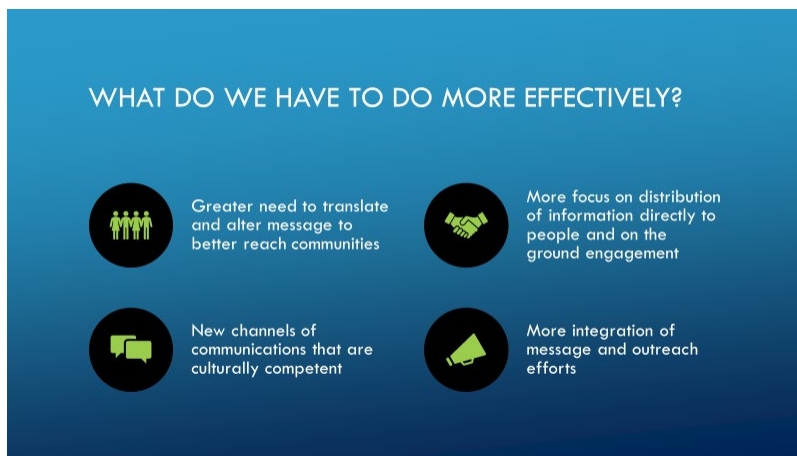 WHAT DO WE HAVE TO DO MORE EFFECTIVELY?
Greater need to translate
and alter message to
better reach communities
More focus on distribution
of information directly to
people and on the
ground engagement
New channels of
communications that are
culturally competent
More integration of
message and outreach
efforts